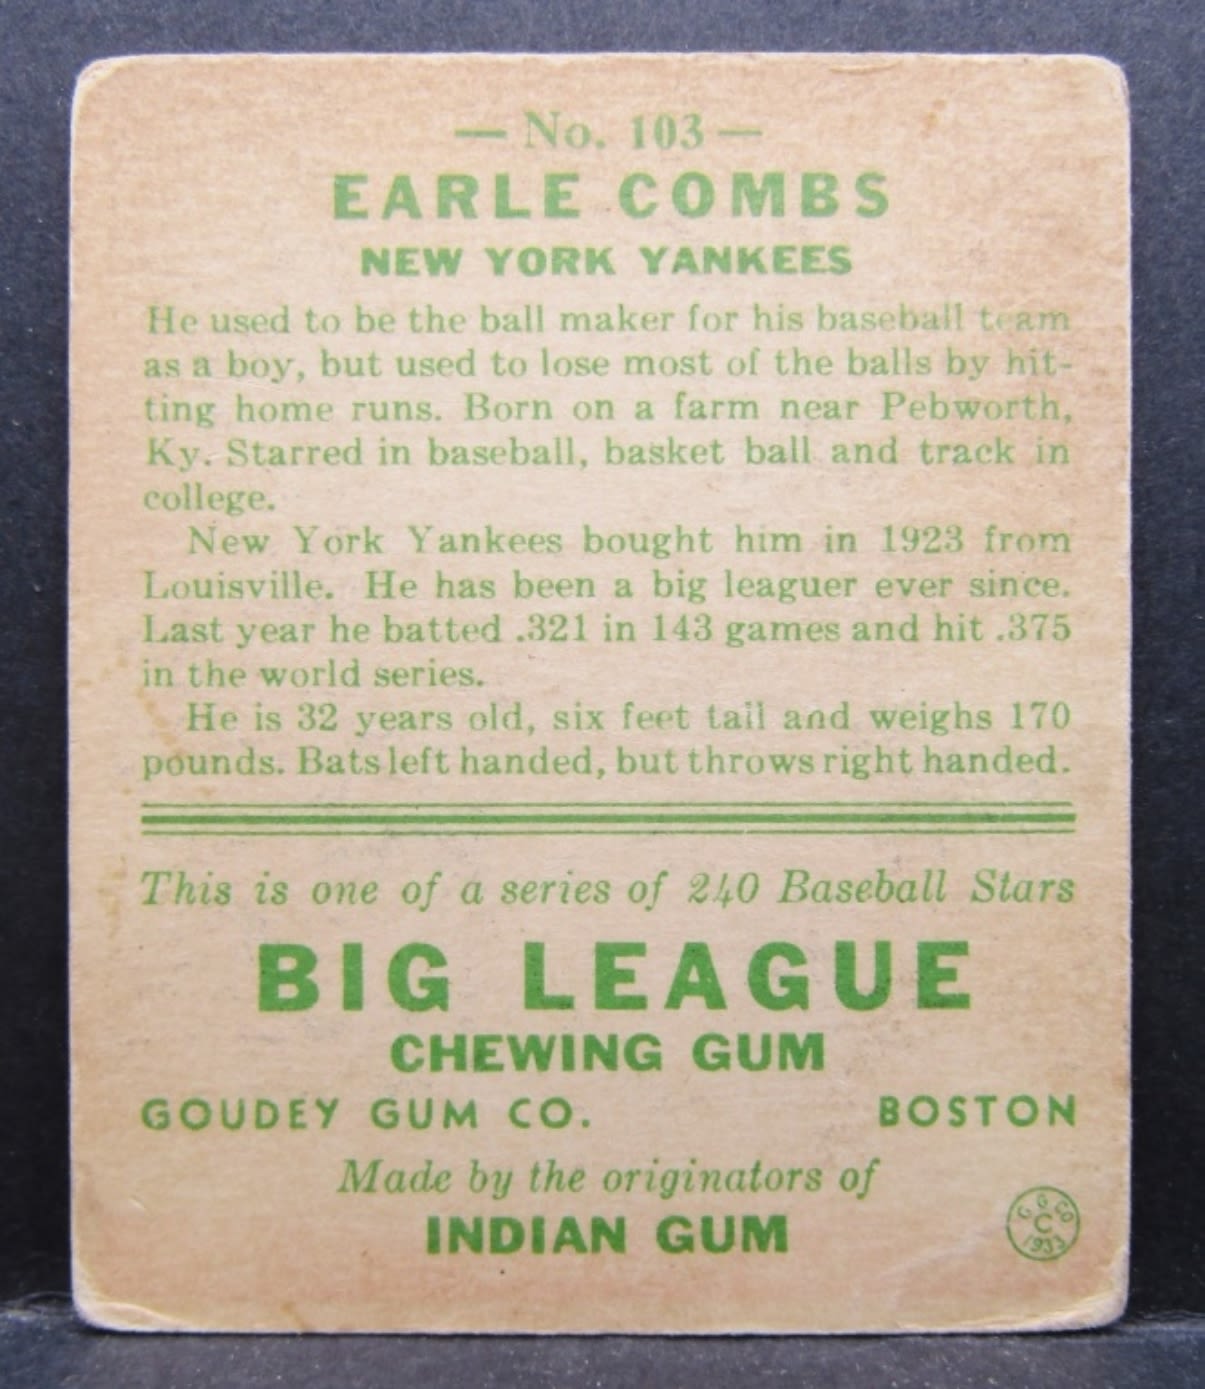 — No. 103 —
EARLE COMBS
NEW YORK YANKEES
He used to be the ball maker for his baseball team
as a boy, but used to lose most of the balls by hit-
ting home runs. Born on a farm near Pebworth,
Ky. Starred in baseball, basket ball and track in
college.
New York Yankees bought him in 1923 from
Louisville. He has been a big leaguer ever since.
Last year he batted .321 in 143 games and hit .375
in the world series.
He is 32 years old, six feet tall and weighs 170
pounds. Bats left handed, but throws right handed.
This is one of a series of 240 Baseball Stars
BIG LEAGUE
CHEWING GUM
GOUDEY GUM CO. BOSTON
Made by the originators of
INDIAN GUM
G G CO
C
1933